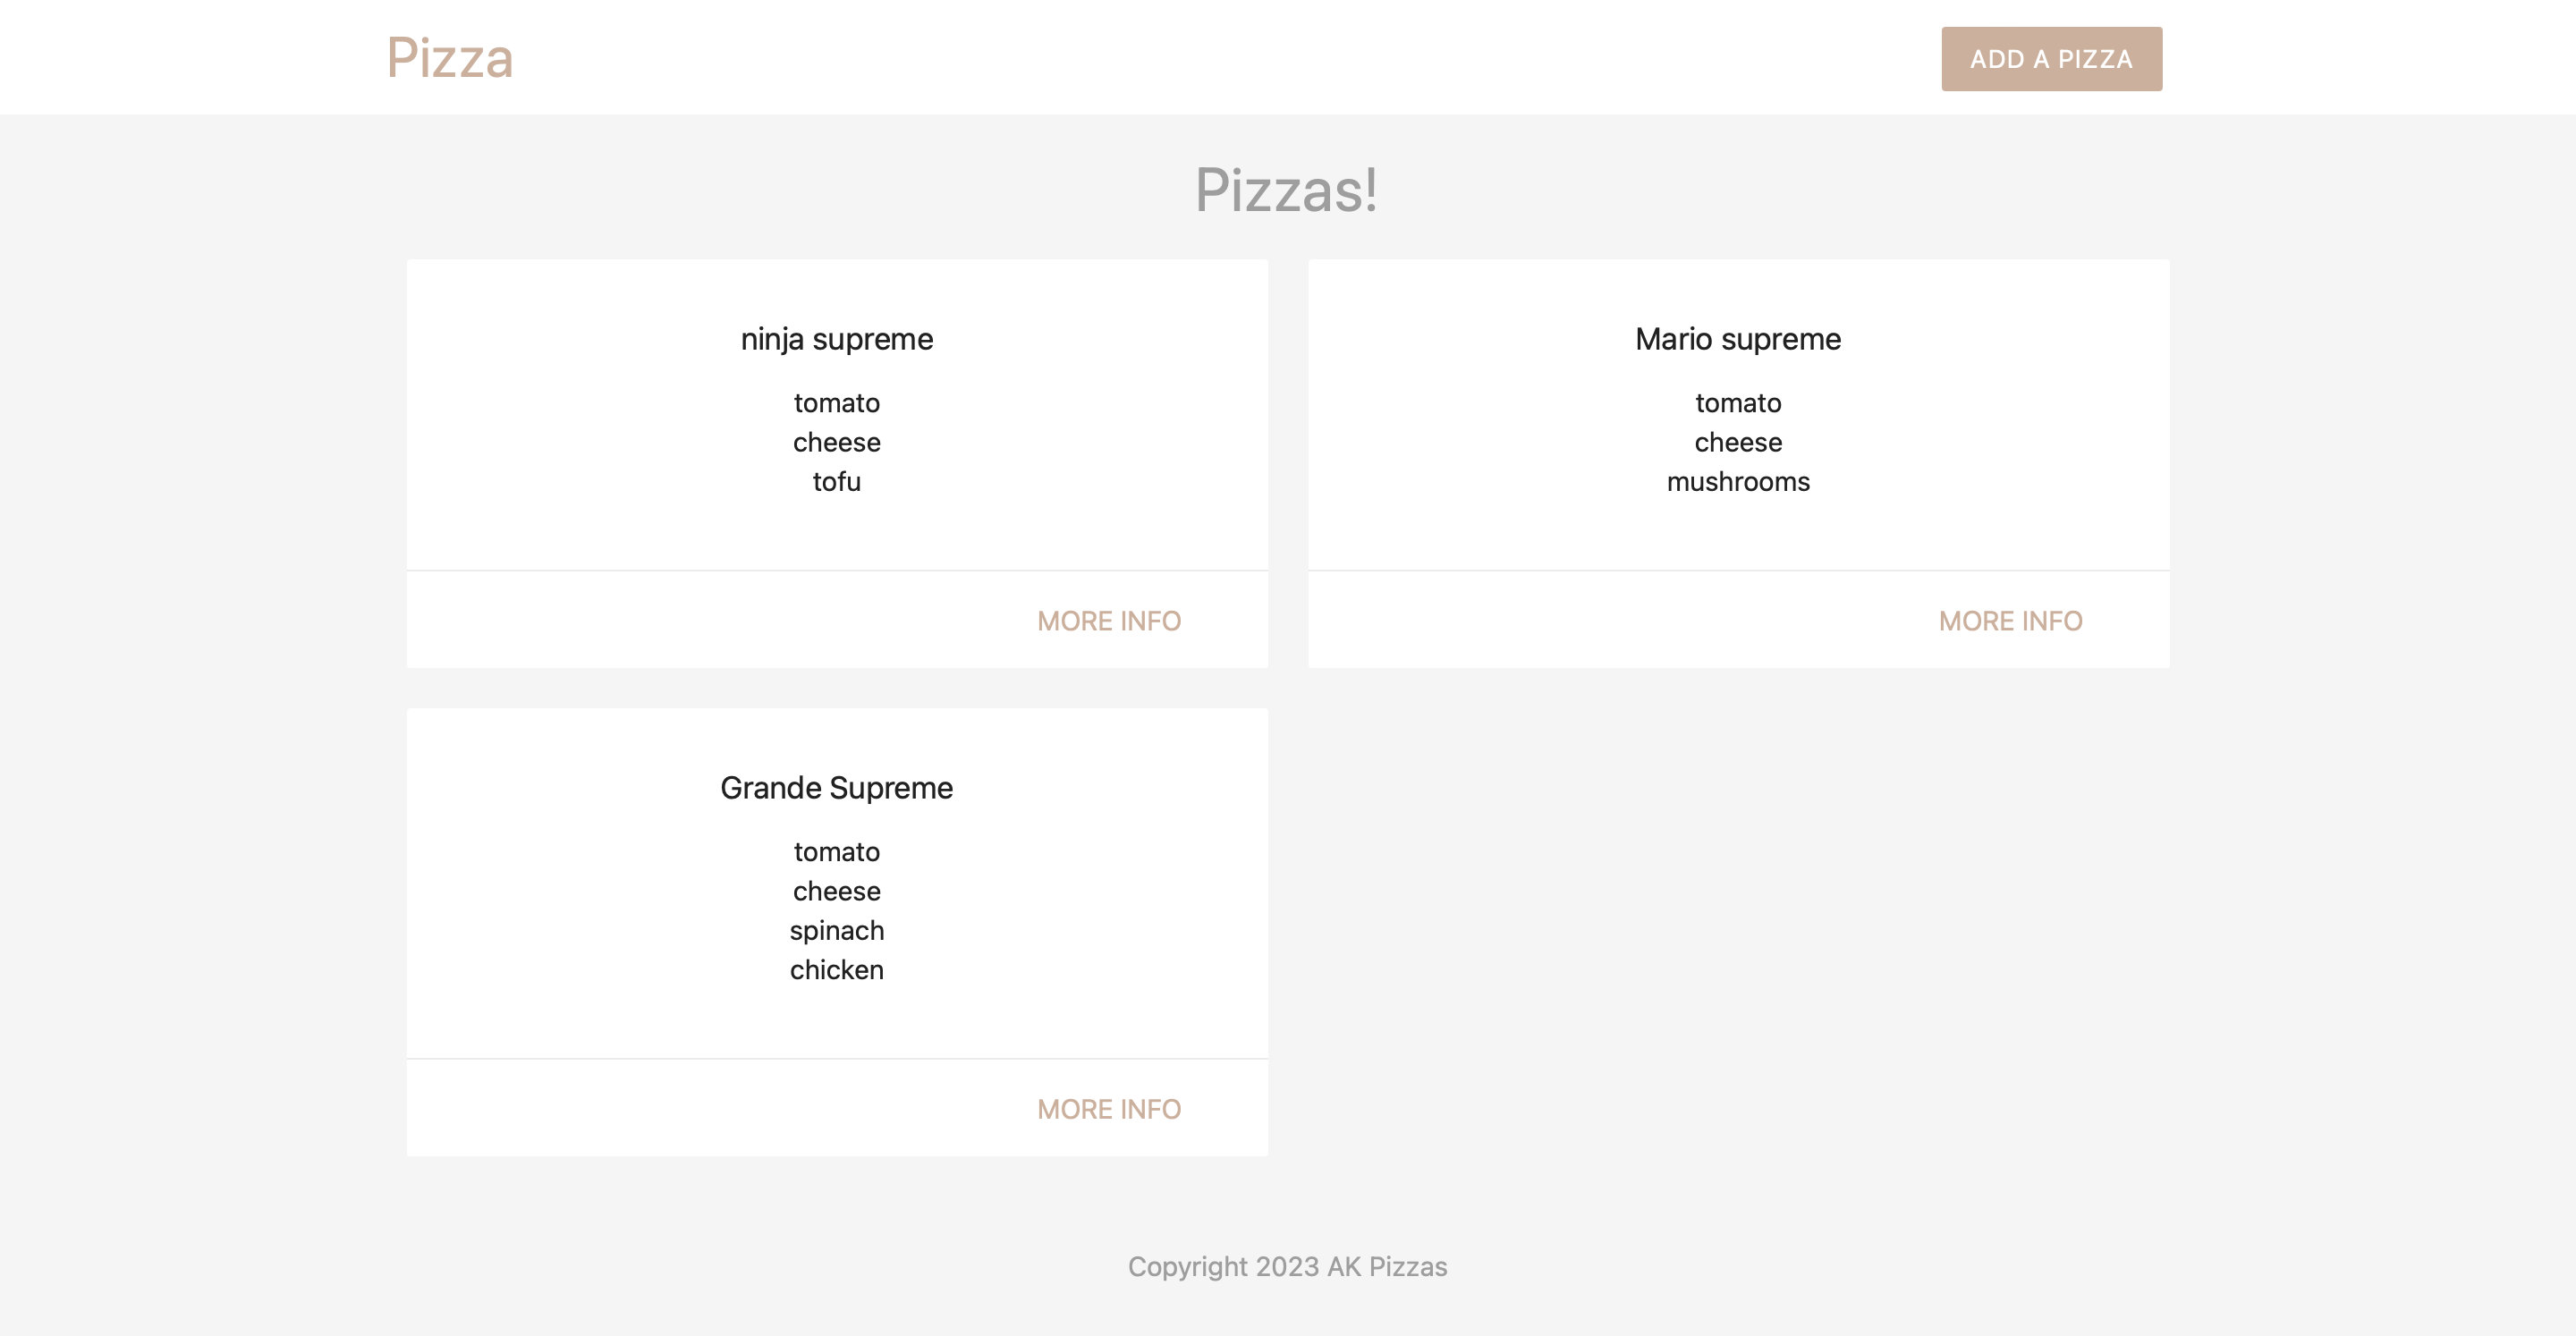 Pizza
ADD A PIZZA
Pizzas!
ninja supreme
tomato
cheese
tofu
MORE INFO
Mario supreme
tomato
cheese
mushrooms
MORE INFO
Grande Supreme
tomato
cheese
spinach
chicken
MORE INFO
Copyright 2023 AK Pizzas